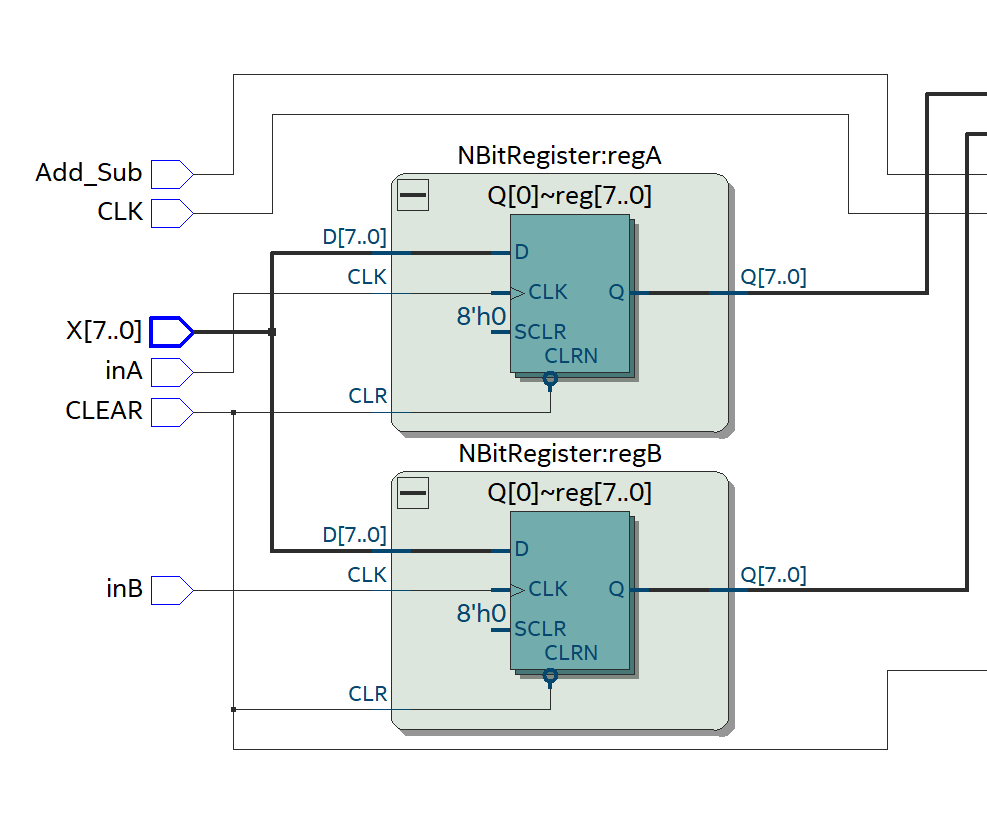 NBitRegister:regA
Add_Sub
Q[0]~reg[7..0]
CLK
D[7..0]
D
CLK
CLK
Q
Q[7..0]
8'h0
X[7..0]
SCLR
CLRN
inA
CLR
CLEAR
NBitRegister:regB
Q[0]~reg[7..0]
D[7..0]
D
CLK
inB
CLK
Q
Q[7..0]
8'h0
SCLR
CLRN
CLR